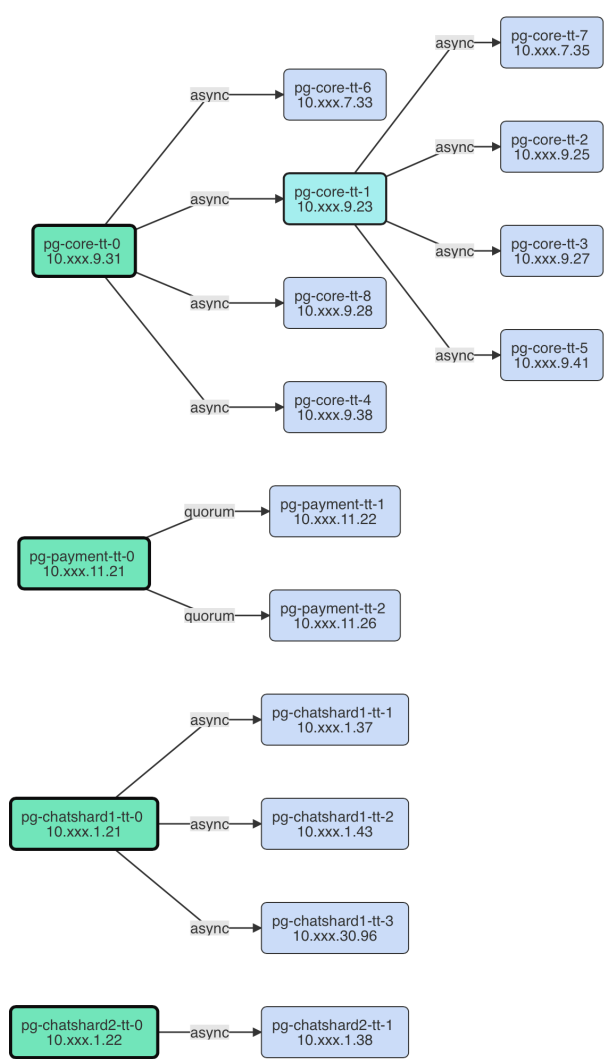 pg-core-tt-7
10.xxx.7.35
async
pg-core-tt-6
10.xxx.7.33
async
pg-core-tt-2
10.xxx.9.25
async
pg-core-tt-1
10.xxx.9.23
async
pg-core-tt-0
10.xxx.9.31
async
pg-core-tt-3
10.xxx.9.27
async
pg-core-tt-8
10.xxx.9.28
async
pg-core-tt-5
10.xxx.9.41
async
pg-core-tt-4
10.xxx.9.38
quorum
pg-payment-tt-1
10.xxx.11.22
pg-payment-tt-0
10.xxx.11.21
quorum
pg-payment-tt-2
10.xxx.11.26
async
pg-chatshard1-tt-1
10.xxx.1.37
pg-chatshard1-tt-0
10.xxx.1.21
async
pg-chatshard1-tt-2
10.xxx.1.43
async
pg-chatshard1-tt-3
10.xxx.30.96
pg-chatshard2-tt-0
10.xxx.1.22
async
pg-chatshard2-tt-1
10.xxx.1.38